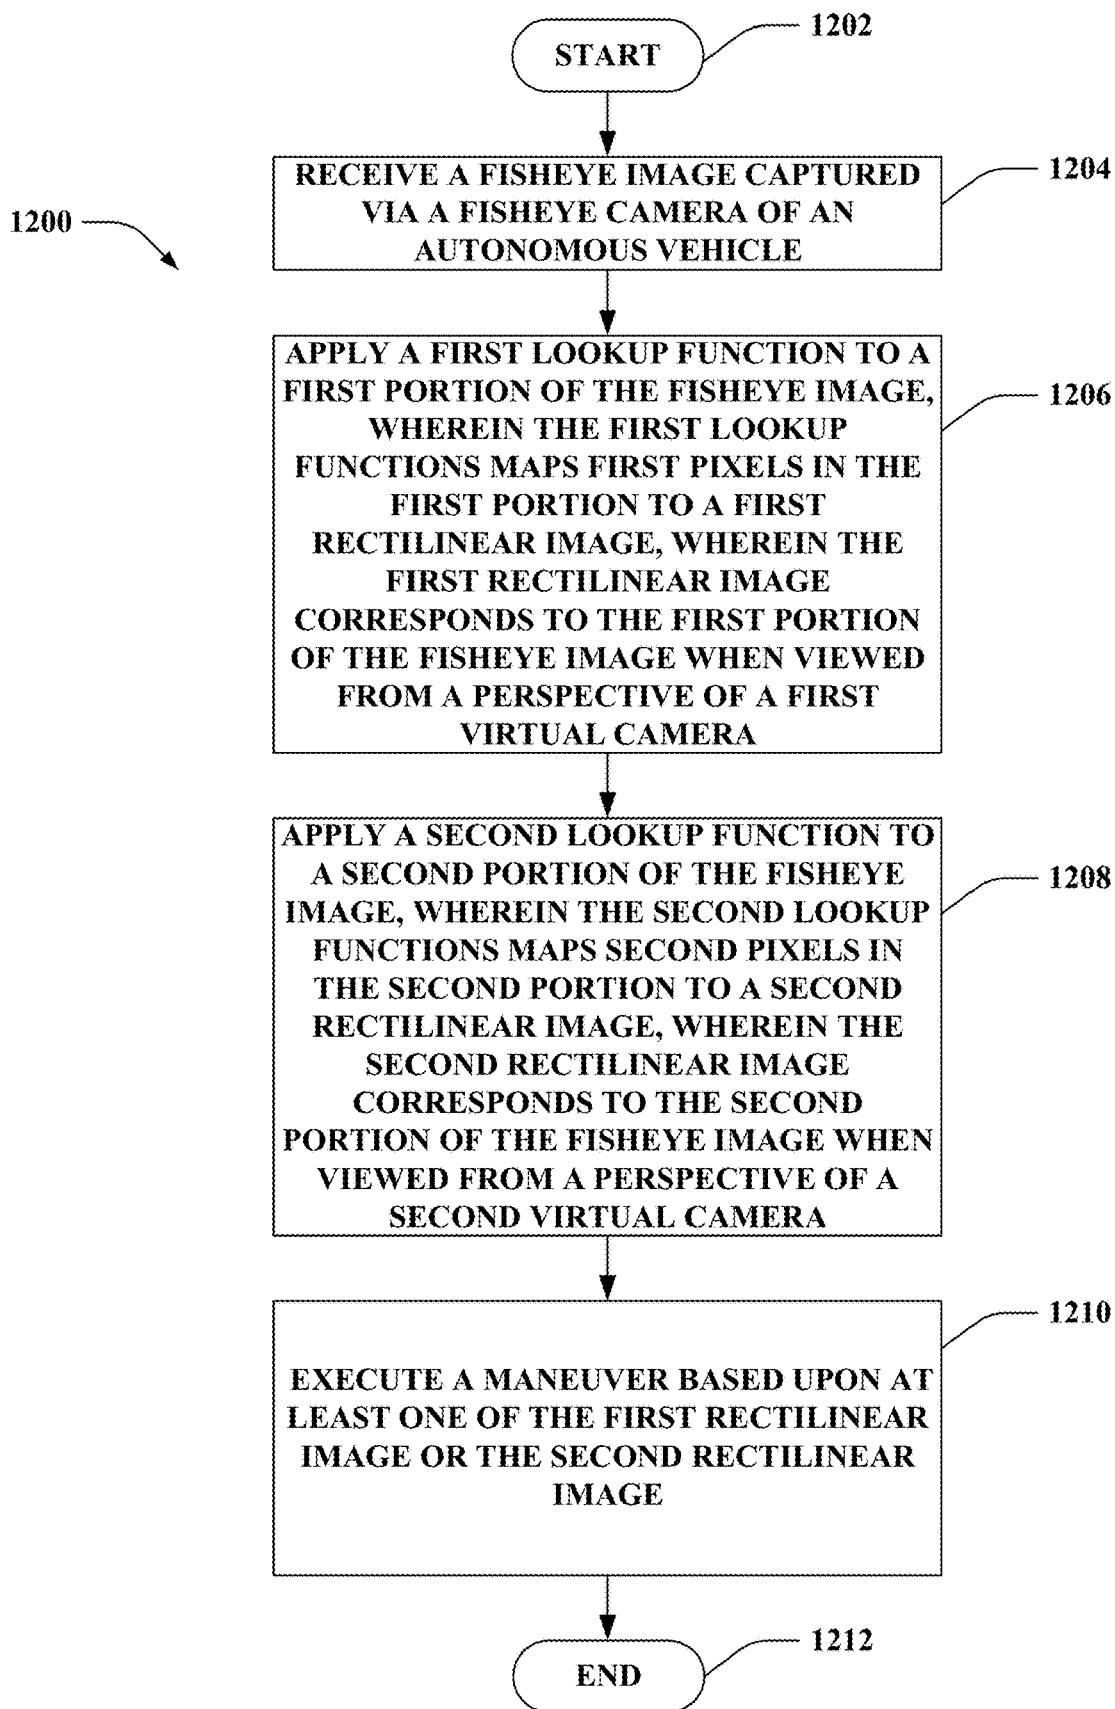 1202
START
1204
RECEIVE A FISHEYE IMAGE CAPTURED
VIA A FISHEYE CAMERA OF AN
AUTONOMOUS VEHICLE
1200
APPLY A FIRST LOOKUP FUNCTION TO A
FIRST PORTION OF THE FISHEYE IMAGE,
WHEREIN THE FIRST LOOKUP
FUNCTIONS MAPS FIRST PIXELS IN THE
FIRST PORTION TO A FIRST
RECTILINEAR IMAGE, WHEREIN THE
FIRST RECTILINEAR IMAGE
CORRESPONDS TO THE FIRST PORTION
OF THE FISHEYE IMAGE WHEN VIEWED
FROM A PERSPECTIVE OF A FIRST
VIRTUAL CAMERA
1206
APPLY A SECOND LOOKUP FUNCTION TO
A SECOND PORTION OF THE FISHEYE
IMAGE, WHEREIN THE SECOND LOOKUP
FUNCTIONS MAPS SECOND PIXELS IN
THE SECOND PORTION TO A SECOND
RECTILINEAR IMAGE, WHEREIN THE
SECOND RECTILINEAR IMAGE
CORRESPONDS TO THE SECOND
PORTION OF THE FISHEYE IMAGE WHEN
VIEWED FROM A PERSPECTIVE OF A
SECOND VIRTUAL CAMERA
1208
EXECUTE A MANEUVER BASED UPON AT
LEAST ONE OF THE FIRST RECTILINEAR
IMAGE OR THE SECOND RECTILINEAR
IMAGE
1210
END
1212